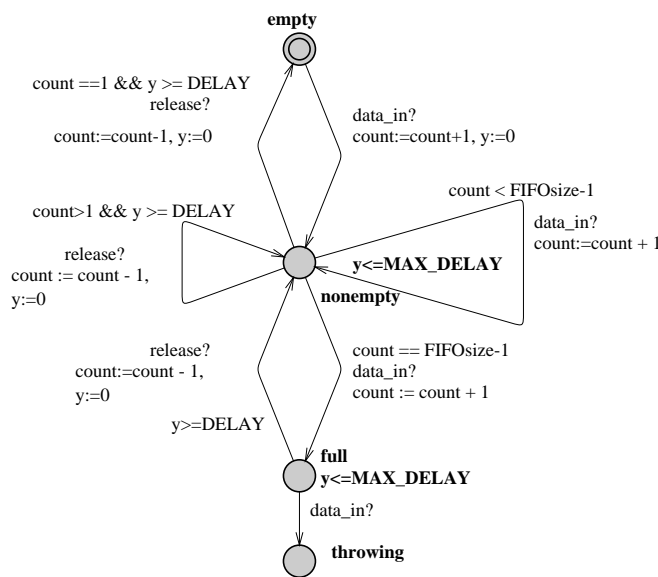 empty
count ==1 && y >= DELAY
release?
count:=count-1, y:=0
data_in?
count:=count+1, y:=0
count < FIFOsize-1
data_in?
count:=count + 1
count>1 && y >= DELAY
release?
count := count - 1,
y:=0
y<=MAX_DELAY
nonempty
release?
count:=count - 1,
y:=0
y>=DELAY
count == FIFOsize-1
data_in?
count := count + 1
full
y<=MAX_DELAY
data_in?
throwing